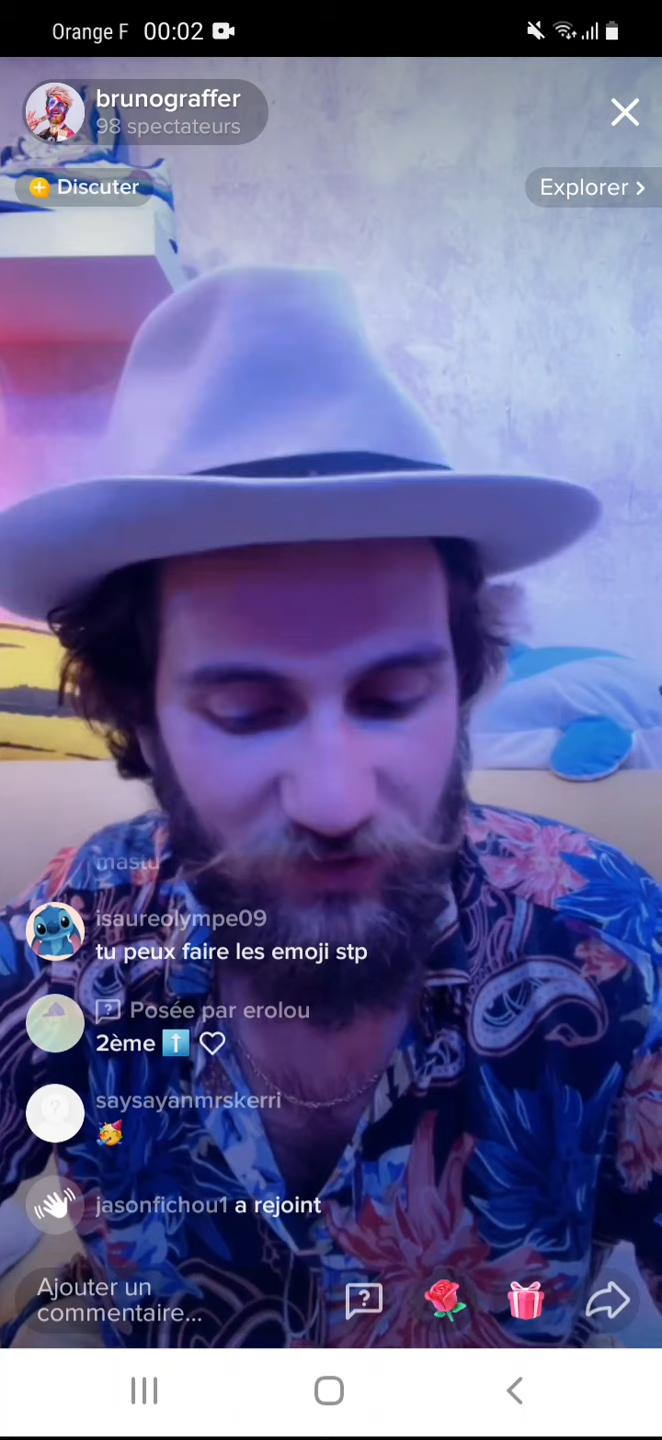 Orange F 00:02
brunograffer
98 spectateurs
Discuter
Explorer >
mastu
isaureolympe09
tu peux faire les emoji stp
Posée par erolou
2ème ⬆️ ♡
saysayanmrskerri
🥳
jasonfichou1 a rejoint
Ajouter un
commentaire...